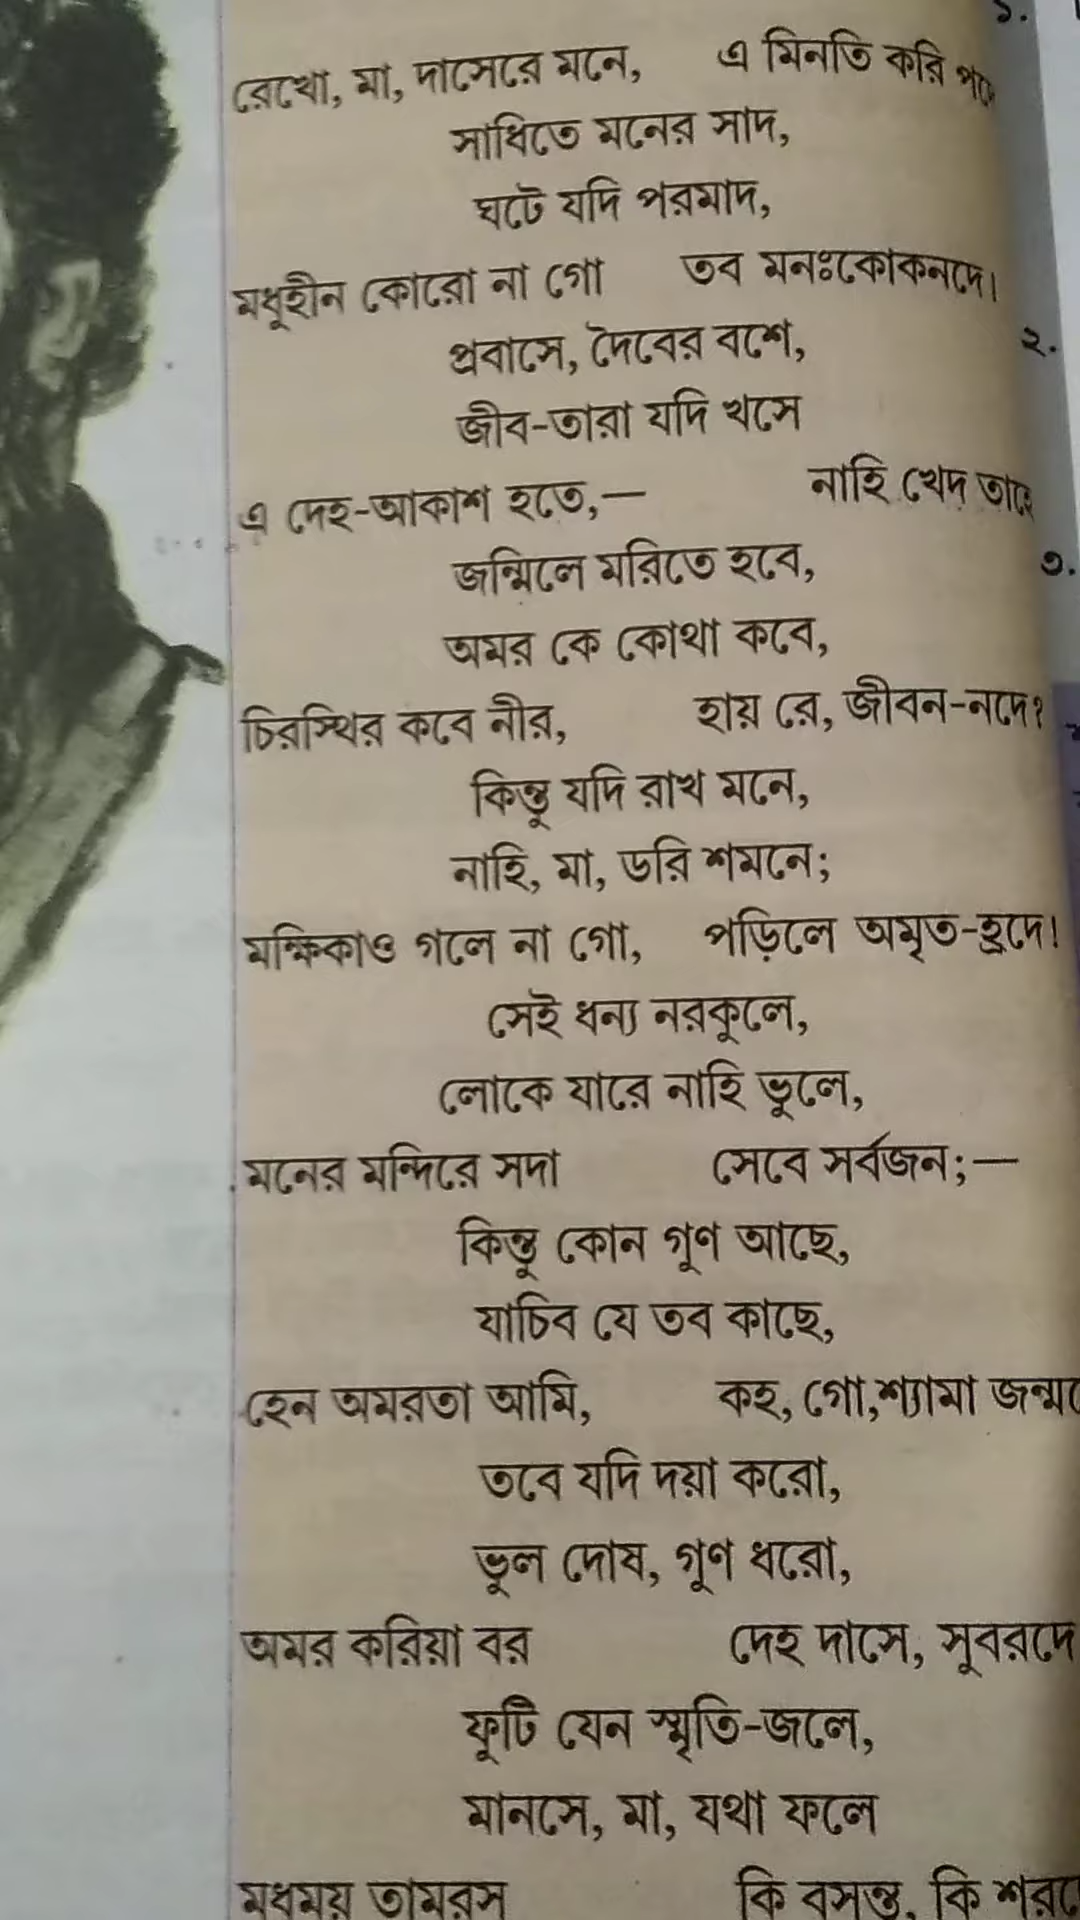 ১.
রেখো, মা, দাসেরে মনে, এ মিনতি করি পদে
সাধিতে মনের সাদ,
ঘটে যদি পরমাদ,
মধুহীন কোরো না গো তব মনঃকোকনদে।
প্রবাসে, দৈবের বশে,
২.
জীব-তারা যদি খসে
এ দেহ-আকাশ হতে,— নাহি খেদ তাহে
জন্মিলে মরিতে হবে,
৩.
অমর কে কোথা কবে,
চিরস্থির কবে নীর, হায় রে, জীবন-নদে?
কিন্তু যদি রাখ মনে,
নাহি, মা, ডরি শমনে;
মক্ষিকাও গলে না গো, পড়িলে অমৃত-হ্রদে।
সেই ধন্য নরকুলে,
লোকে যারে নাহি ভুলে,
মনের মন্দিরে সদা সেবে সর্বজন;—
কিন্তু কোন গুণ আছে,
যাচিব যে তব কাছে,
হেন অমরতা আমি, কহ, গো,শ্যামা
তবে যদি দয়া করো,
ভুল দোষ, গুণ ধরো,
অমর করিয়া বর দেহ দাসে, সুবরদে
ফুটি যেন স্মৃতি-জলে,
মানসে, মা, যথা ফলে
মধুময় তামরস কি বসন্ত, কি